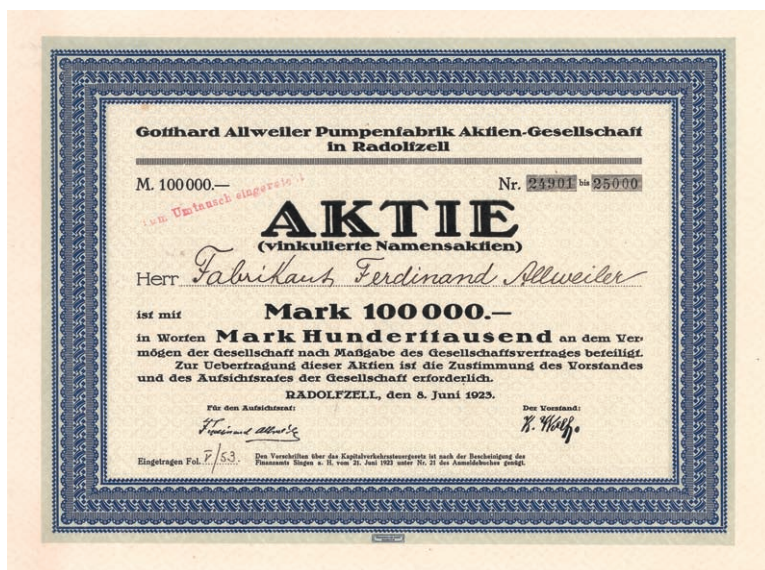 Gotthard Allweiler Pumpenfabrik Aktien-Gesellschaft
in Radolfzell
M. 100 000.— Nr. 24901 bis 25000
Zum Umtausch eingereicht
AKTIE
(vinkulierte Namensaktien)
Herr Fabrikant Ferdinand Allweiler
ist mit Mark 100 000.—
in Worten Mark Hunderttausend an dem Ver-
mögen der Gesellschaft nach Maßgabe des Gesellschaftsvertrages beteiligt.
Zur Uebertragung dieser Aktien ist die Zustimmung des Vorstandes
und des Aufsichtsrates der Gesellschaft erforderlich.
RADOLFZELL, den 8. Juni 1923.
Für den Aufsichtsrat: Der Vorstand:
Ferdinand Allweiler
Eingetragen Fol. V/53. Den Vorschriften über das Kapitalverkehrssteuergesetz ist nach der Bescheinigung des
Finanzamts Singen a. H. vom 21. Juni 1923 unter Nr. 21 des Anmeldebuches genügt.